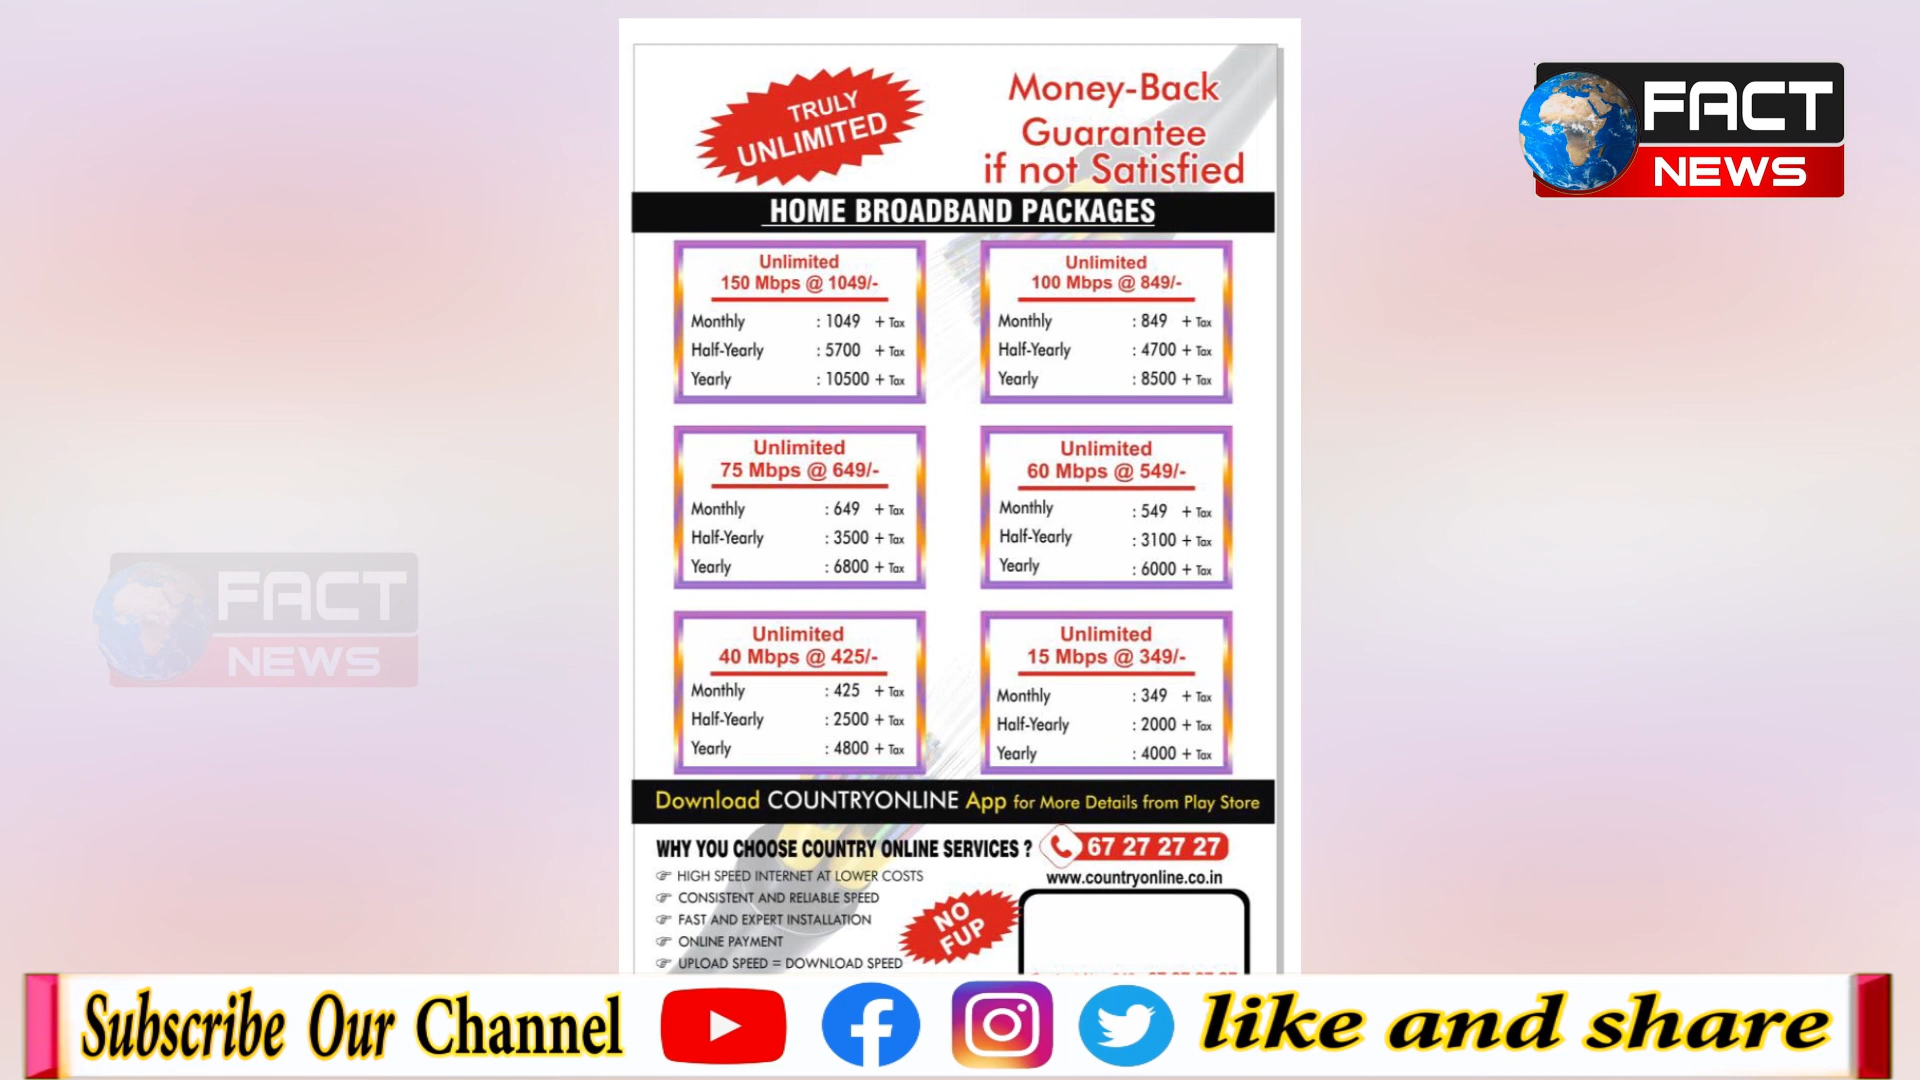 TRULY
UNLIMITED
Money-Back
Guarantee
if not Satisfied
FACT
NEWS
HOME BROADBAND PACKAGES
Unlimited
150 Mbps @ 1049/-
Monthly : 1049 + Tax
Half-Yearly : 5700 + Tax
Yearly : 10500 + Tax
Unlimited
100 Mbps @ 849/-
Monthly : 849 + Tax
Half-Yearly : 4700 + Tax
Yearly : 8500 + Tax
Unlimited
75 Mbps @ 649/-
Monthly : 649 + Tax
Half-Yearly : 3500 + Tax
Yearly : 6800 + Tax
Unlimited
60 Mbps @ 549/-
Monthly : 549 + Tax
Half-Yearly : 3100 + Tax
Yearly : 6000 + Tax
FACT
NEWS
Unlimited
40 Mbps @ 425/-
Monthly : 425 + Tax
Half-Yearly : 2500 + Tax
Yearly : 4800 + Tax
Unlimited
15 Mbps @ 349/-
Monthly : 349 + Tax
Half-Yearly : 2000 + Tax
Yearly : 4000 + Tax
Download COUNTRYONLINE App for More Details from Play Store
WHY YOU CHOOSE COUNTRY ONLINE SERVICES ?
67 27 27 27
www.countryonline.co.in
HIGH SPEED INTERNET AT LOWER COSTS
CONSISTENT AND RELIABLE SPEED
FAST AND EXPERT INSTALLATION
ONLINE PAYMENT
UPLOAD SPEED = DOWNLOAD SPEED
NO
FUP
Subscribe Our Channel
like and share